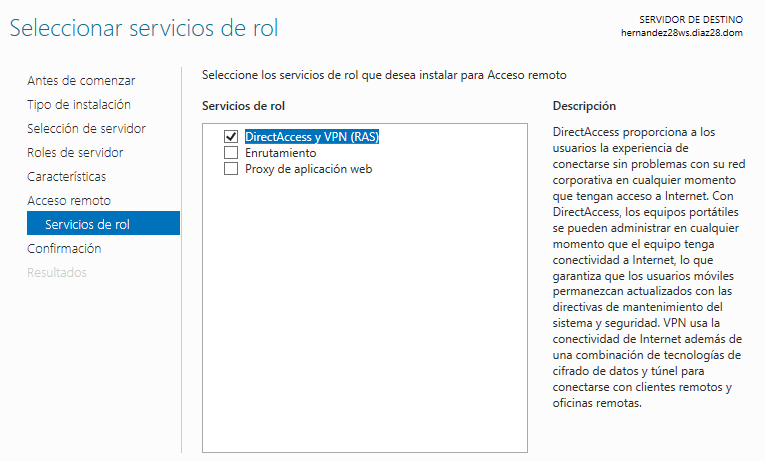 Seleccionar servicios de rol
SERVIDOR DE DESTINO
hernandez28ws.diaz28.dom
Antes de comenzar
Tipo de instalación
Selección de servidor
Roles de servidor
Características
Acceso remoto
Servicios de rol
Confirmación
Resultados
Seleccione los servicios de rol que desea instalar para Acceso remoto
Servicios de rol
DirectAccess y VPN (RAS)
Enrutamiento
Proxy de aplicación web
Descripción
DirectAccess proporciona a los
usuarios la experiencia de
conectarse sin problemas con su red
corporativa en cualquier momento
que tengan acceso a Internet. Con
DirectAccess, los equipos portátiles
se pueden administrar en cualquier
momento que el equipo tenga
conectividad a Internet, lo que
garantiza que los usuarios móviles
permanezcan actualizados con las
directivas de mantenimiento del
sistema y seguridad. VPN usa la
conectividad de Internet además de
una combinación de tecnologías de
cifrado de datos y túnel para
conectarse con clientes remotos y
oficinas remotas.